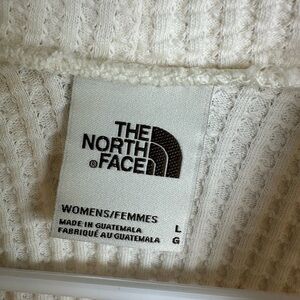 THE
NORTH
®FACE
WOMENS/FEMMES
MADE IN GUATEMALA L
FABRIQUÉ AU GUATEMALA G